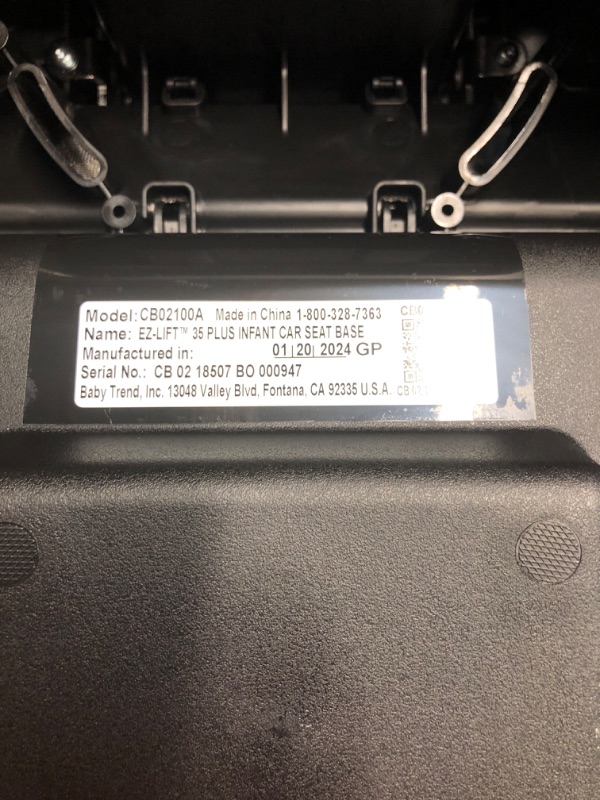 Model: CB02100A Made in China 1-800-328-7363
Name: EZ-LIFT™ 35 PLUS INFANT CAR SEAT BASE
Manufactured in: 01|20|2024 GP
Serial No.: CB 02 18507 BO 000947
Baby Trend, Inc. 13048 Valley Blvd, Fontana, CA 92335 U.S.A.